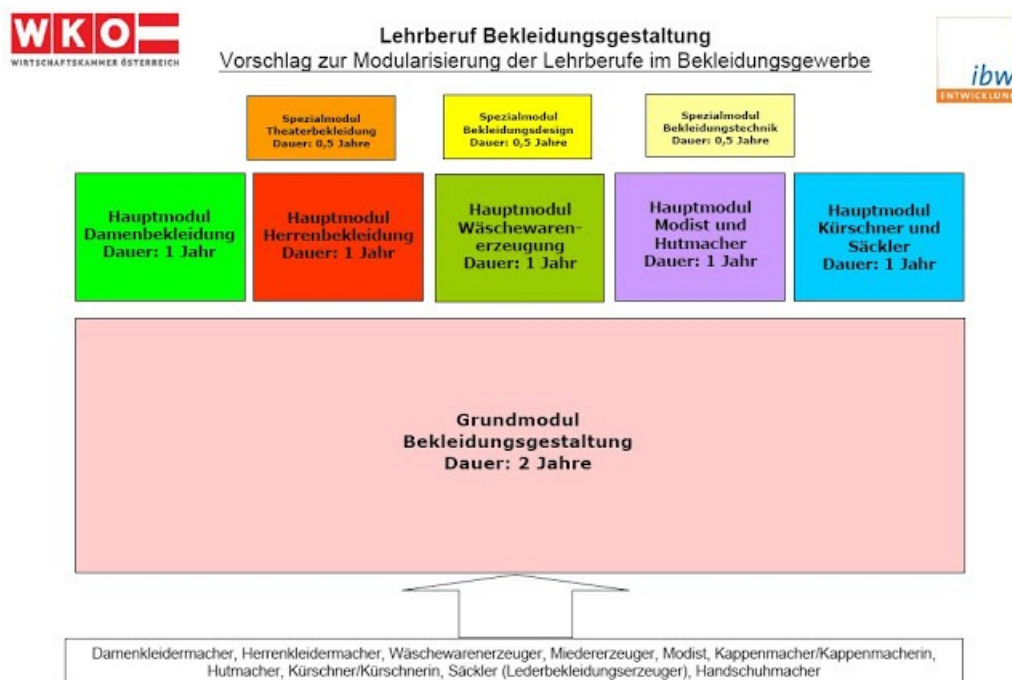 WKO
WIRTSCHAFTSKAMMER ÖSTERREICH
Lehrberuf Bekleidungsgestaltung
Vorschlag zur Modularisierung der Lehrberufe im Bekleidungsgewerbe
ibw
ENTWICKLUNG
Spezialmodul
Theaterbekleidung
Dauer: 0,5 Jahre
Spezialmodul
Bekleidungsdesign
Dauer: 0,5 Jahre
Spezialmodul
Bekleidungstechnik
Dauer: 0,5 Jahre
Hauptmodul
Damenbekleidung
Dauer: 1 Jahr
Hauptmodul
Herrenbekleidung
Dauer: 1 Jahr
Hauptmodul
Wäschewaren-
erzeugung
Dauer: 1 Jahr
Hauptmodul
Modist und
Hutmacher
Dauer: 1 Jahr
Hauptmodul
Kürschner und
Säckler
Dauer: 1 Jahr
Grundmodul
Bekleidungsgestaltung
Dauer: 2 Jahre
Damenkleidermacher, Herrenkleidermacher, Wäschewarenerzeuger, Miedererzeuger, Modist, Kappenmacher/Kappenmacherin,
Hutmacher, Kürschner/Kürschnerin, Säckler (Lederbekleidungserzeuger), Handschuhmacher